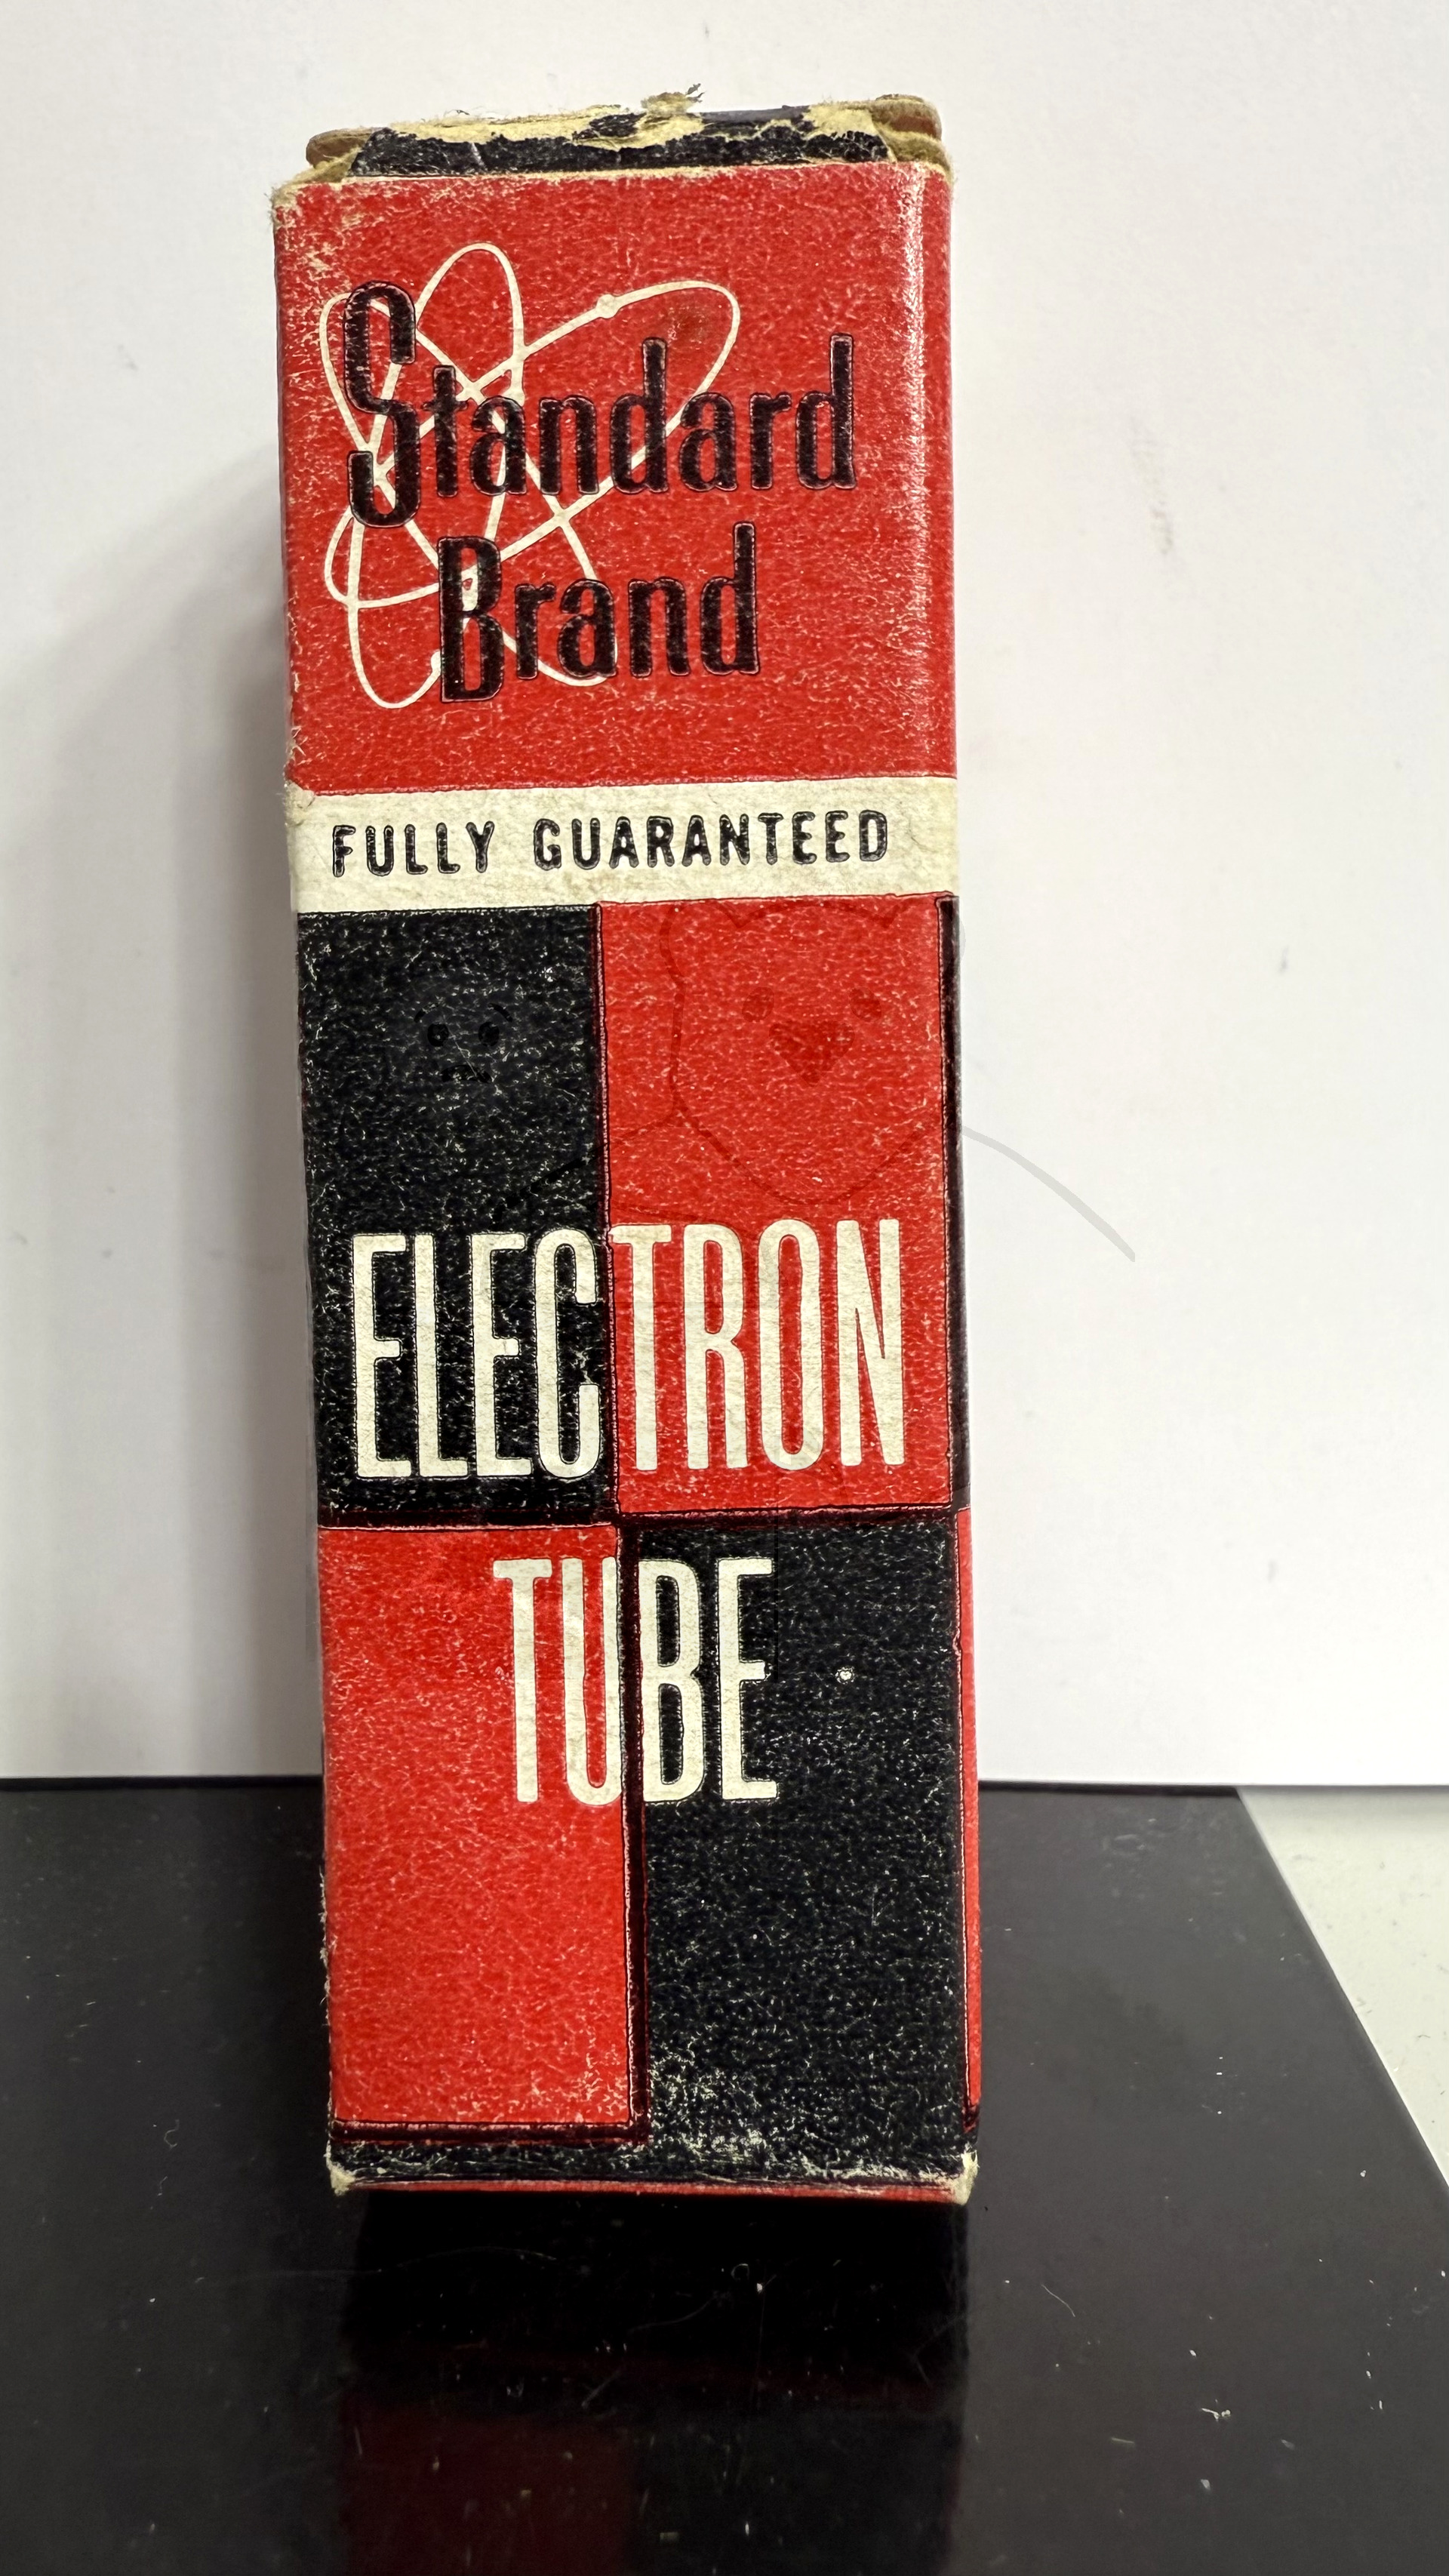 Standard
Brand
FULLY GUARANTEED
ELECTRON
TUBE